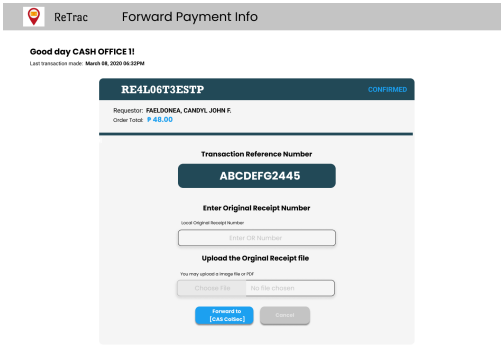 ReTrac Forward Payment Info
Good day CASH OFFICE 1!
Last transaction made: March 08, 2020 06:32PM
RE4L06T3ESTP CONFIRMED
Requestor: FAELDONEA, CANDYL JOHN F.
Order Total: ₱ 48.00
Transaction Reference Number
ABCDEFG2445
Enter Original Receipt Number
Local Original Receipt Number
Enter OR Number
Upload the Orginal Receipt file
You may upload a Image file or PDF
Choose File No file chosen
Forward to
[CAS ColSec]
Cancel